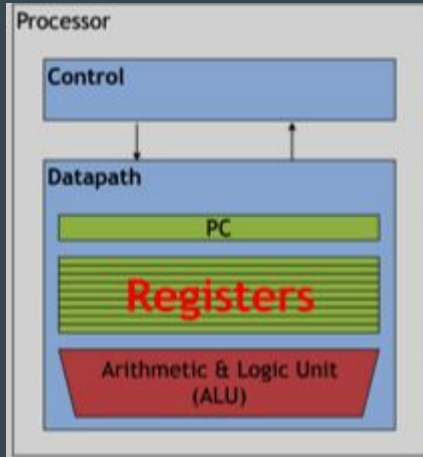 Processor
Control
Datapath
PC
Registers
Arithmetic & Logic Unit
(ALU)